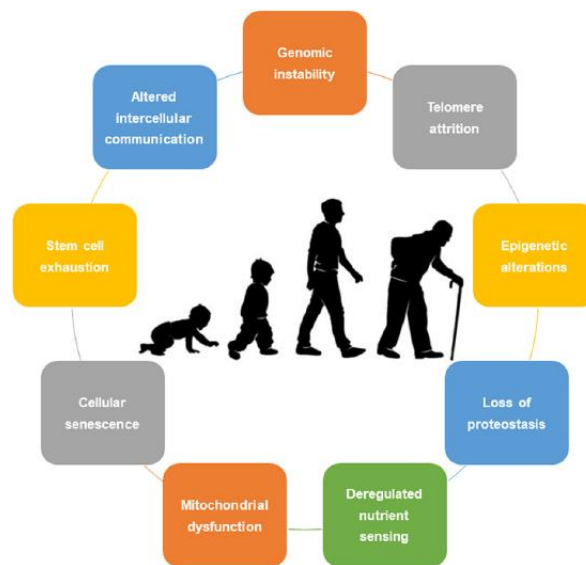 Genomic
instability
Telomere
attrition
Epigenetic
alterations
Loss of
proteostasis
Deregulated
nutrient
sensing
Mitochondrial
dysfunction
Cellular
senescence
Stem cell
exhaustion
Altered
intercellular
communication